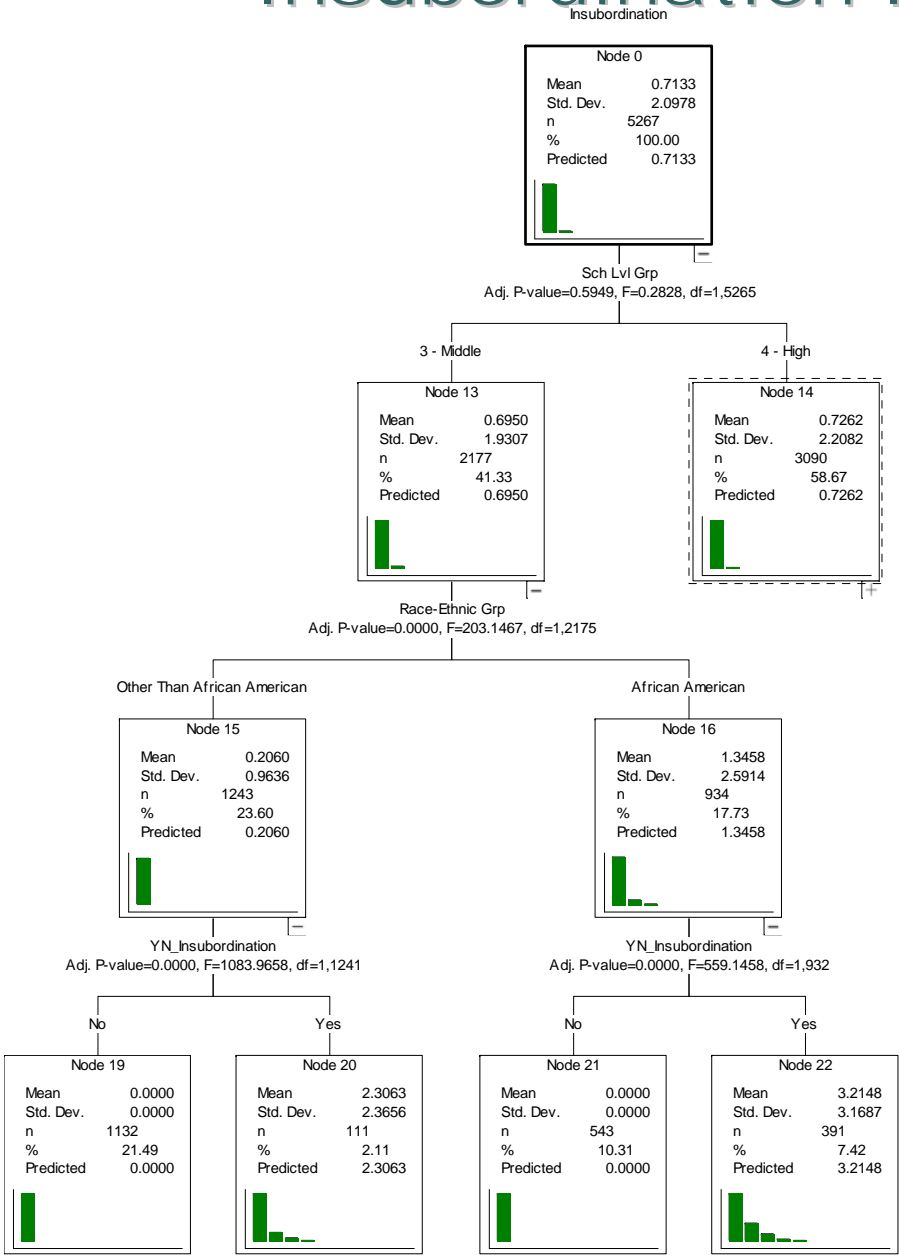 Insubordination
Insubordination
Node 0
Mean 0.7133
Std. Dev. 2.0978
n 5267
% 100.00
Predicted 0.7133
Sch Lvl Grp
Adj. P-value=0.5949, F=0.2828, df=1,5265
3 - Middle
4 - High
Node 13
Mean 0.6950
Std. Dev. 1.9307
n 2177
% 41.33
Predicted 0.6950
Node 14
Mean 0.7262
Std. Dev. 2.2082
n 3090
% 58.67
Predicted 0.7262
Race-Ethnic Grp
Adj. P-value=0.0000, F=203.1467, df=1,2175
Other Than African American
African American
Node 15
Mean 0.2060
Std. Dev. 0.9636
n 1243
% 23.60
Predicted 0.2060
Node 16
Mean 1.3458
Std. Dev. 2.5914
n 934
% 17.73
Predicted 1.3458
YN_Insubordination
Adj. P-value=0.0000, F=1083.9658, df=1,1241
YN_Insubordination
Adj. P-value=0.0000, F=559.1458, df=1,932
No
Yes
No
Yes
Node 19
Mean 0.0000
Std. Dev. 0.0000
n 1132
% 21.49
Predicted 0.0000
Node 20
Mean 2.3063
Std. Dev. 2.3656
n 111
% 2.11
Predicted 2.3063
Node 21
Mean 0.0000
Std. Dev. 0.0000
n 543
% 10.31
Predicted 0.0000
Node 22
Mean 3.2148
Std. Dev. 3.1687
n 391
% 7.42
Predicted 3.2148